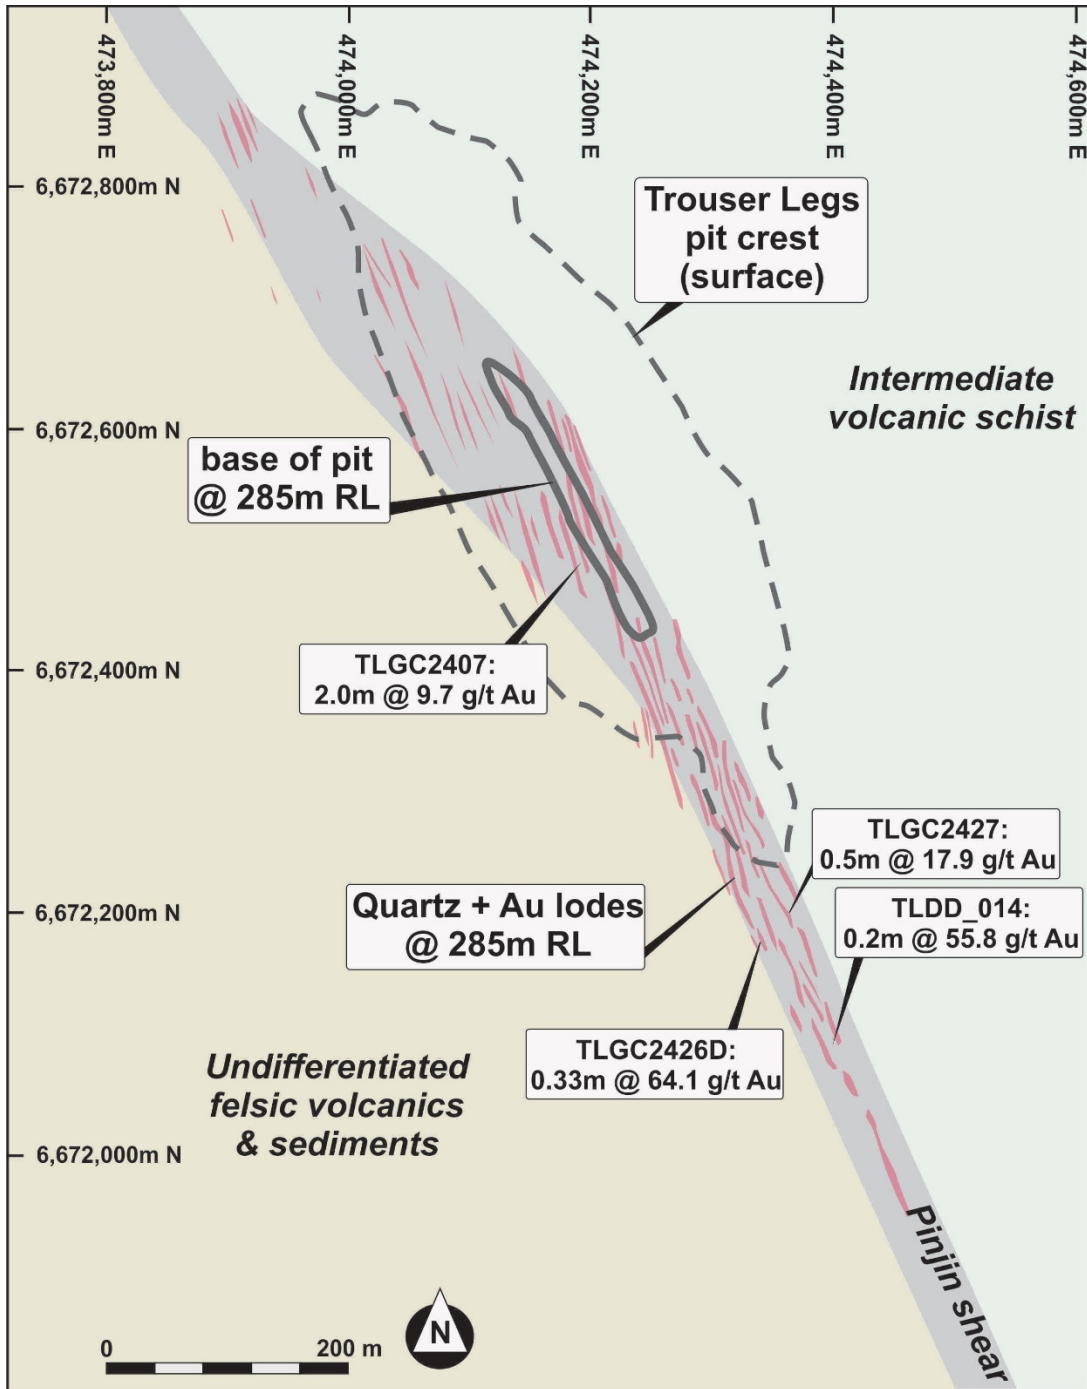 473,800m E
474,000m E
474,200m E
474,400m E
474,600m E
6,672,800m N
6,672,600m N
6,672,400m N
6,672,200m N
6,672,000m N
Trouser Legs
pit crest
(surface)
Intermediate
volcanic schist
base of pit
@ 285m RL
TLGC2407:
2.0m @ 9.7 g/t Au
TLGC2427:
0.5m @ 17.9 g/t Au
Quartz + Au lodes
@ 285m RL
TLDD_014:
0.2m @ 55.8 g/t Au
TLGC2426D:
0.33m @ 64.1 g/t Au
Undifferentiated
felsic volcanics
& sediments
Pinjin shear
0
200 m
N